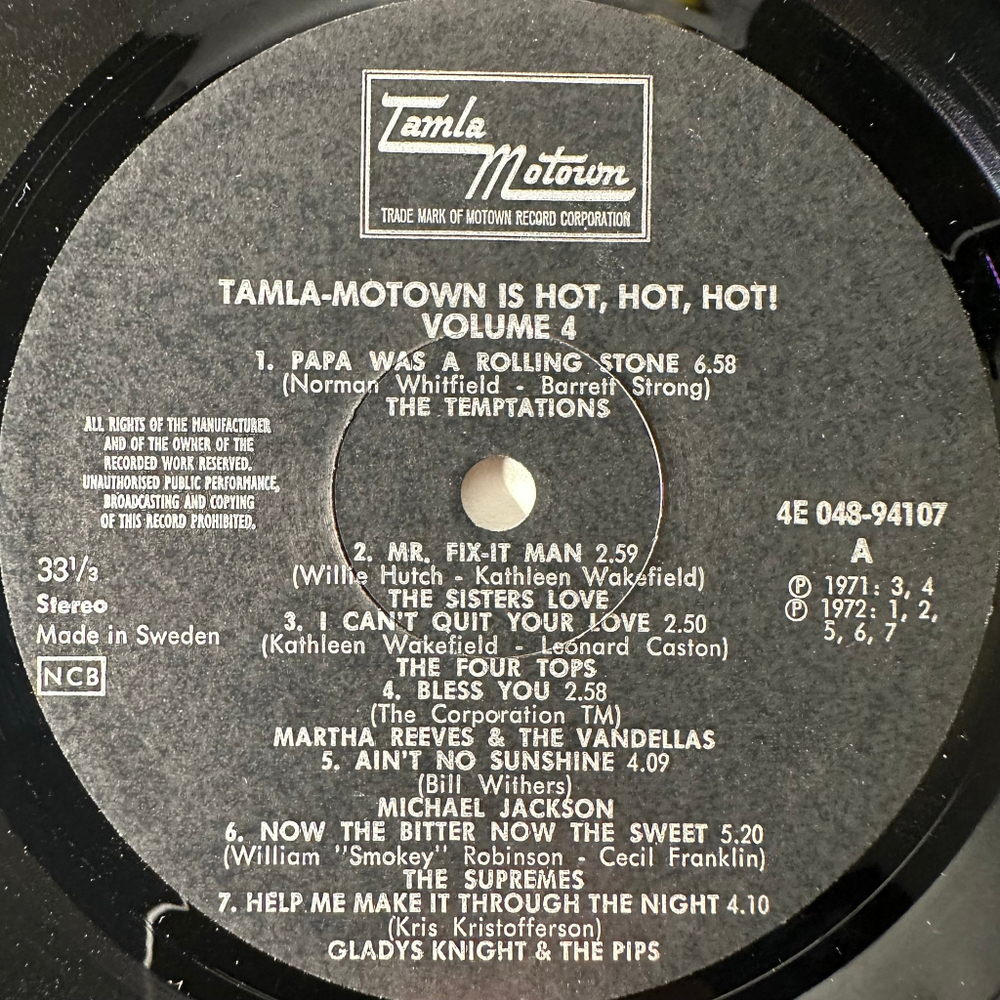 Tamla
Motown
TRADE MARK OF MOTOWN RECORD CORPORATION
TAMLA-MOTOWN IS HOT, HOT, HOT!
VOLUME 4
1. PAPA WAS A ROLLING STONE 6.58
(Norman Whitfield - Barrett Strong)
THE TEMPTATIONS
ALL RIGHTS OF THE MANUFACTURER
AND OF THE OWNER OF THE
RECORDED WORK RESERVED.
UNAUTHORISED PUBLIC PERFORMANCE,
BROADCASTING AND COPYING
OF THIS RECORD PROHIBITED.
33 1/3
Stereo
Made in Sweden
NCB
4E 048-94107
A
Ⓟ 1971: 3, 4
Ⓟ 1972: 1, 2,
5, 6, 7
2. MR. FIX-IT MAN 2.59
(Willie Hutch - Kathleen Wakefield)
THE SISTERS LOVE
3. I CAN'T QUIT YOUR LOVE 2.50
(Kathleen Wakefield - Leonard Caston)
THE FOUR TOPS
4. BLESS YOU 2.58
(The Corporation TM)
MARTHA REEVES & THE VANDELLAS
5. AIN'T NO SUNSHINE 4.09
(Bill Withers)
MICHAEL JACKSON
6. NOW THE BITTER NOW THE SWEET 5.20
(William "Smokey" Robinson - Cecil Franklin)
THE SUPREMES
7. HELP ME MAKE IT THROUGH THE NIGHT 4.10
(Kris Kristofferson)
GLADYS KNIGHT & THE PIPS